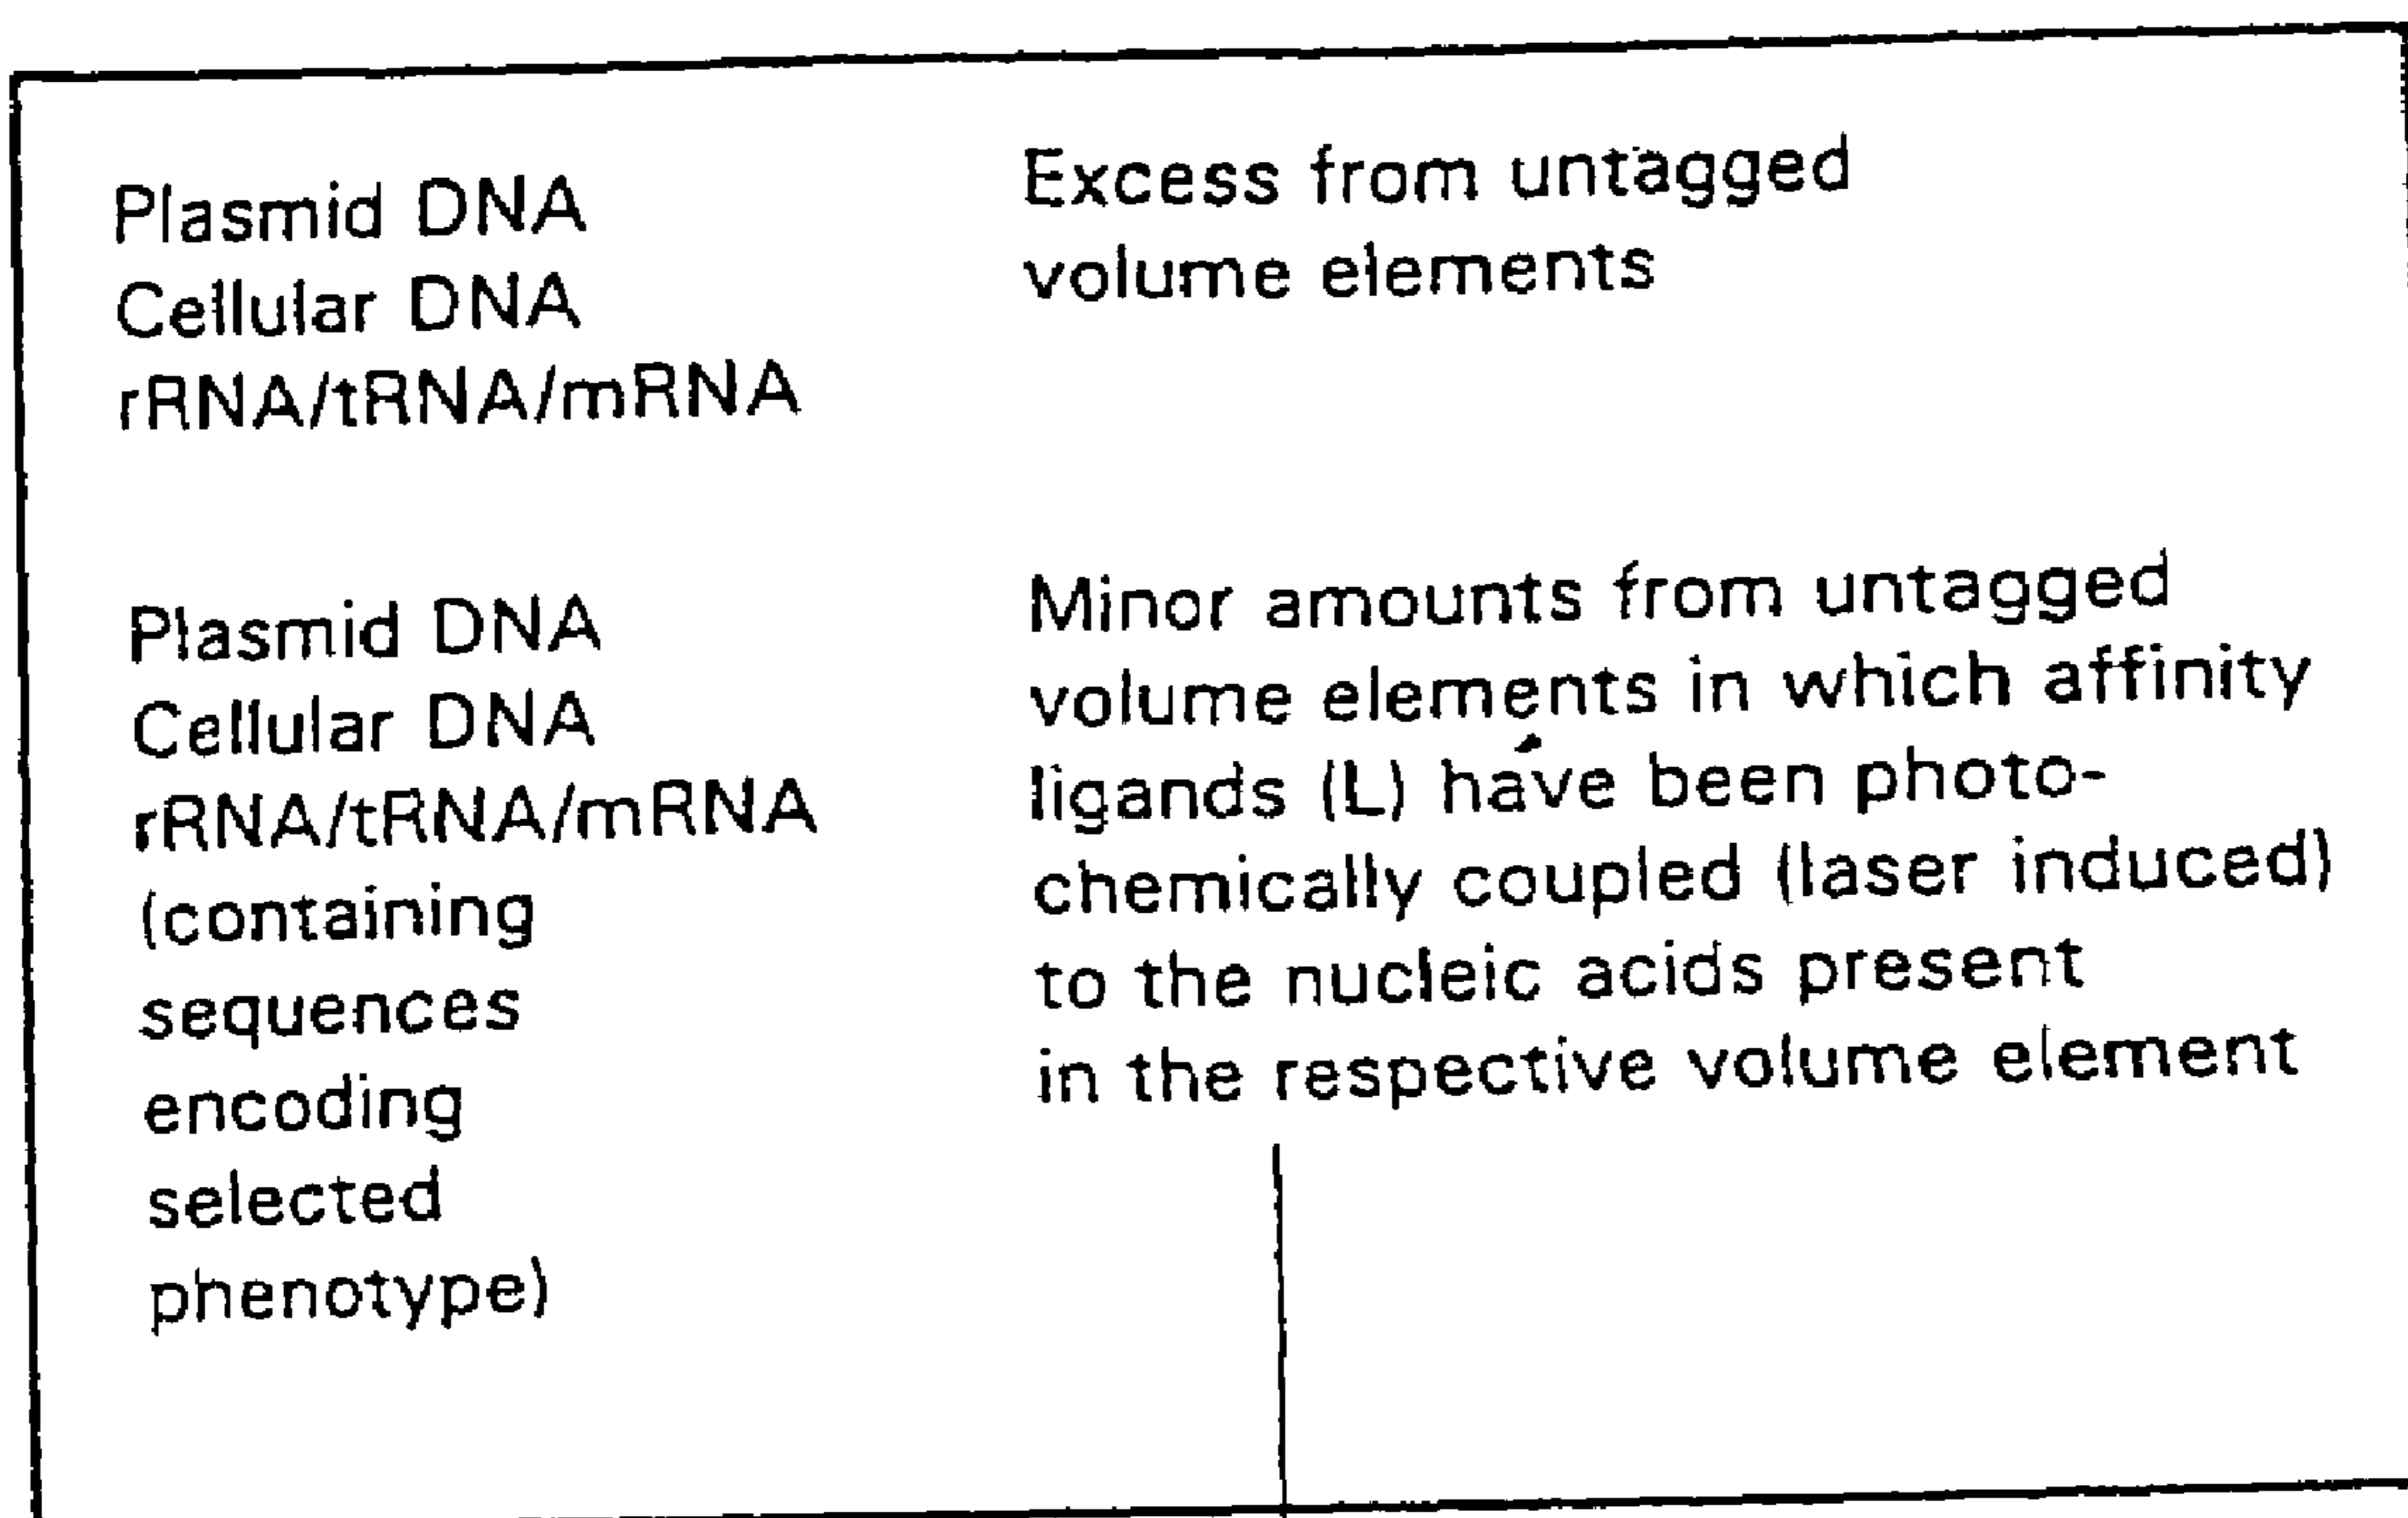 Plasmid DNA
Cellular DNA
rRNA/tRNA/mRNA
Excess from untagged
volume elements
Plasmid DNA
Cellular DNA
rRNA/tRNA/mRNA
(containing
sequences
encoding
selected
phenotype)
Minor amounts from untagged
volume elements in which affinity
ligands (L) have been photo-
chemically coupled (laser induced)
to the nucleic acids present
in the respective volume element